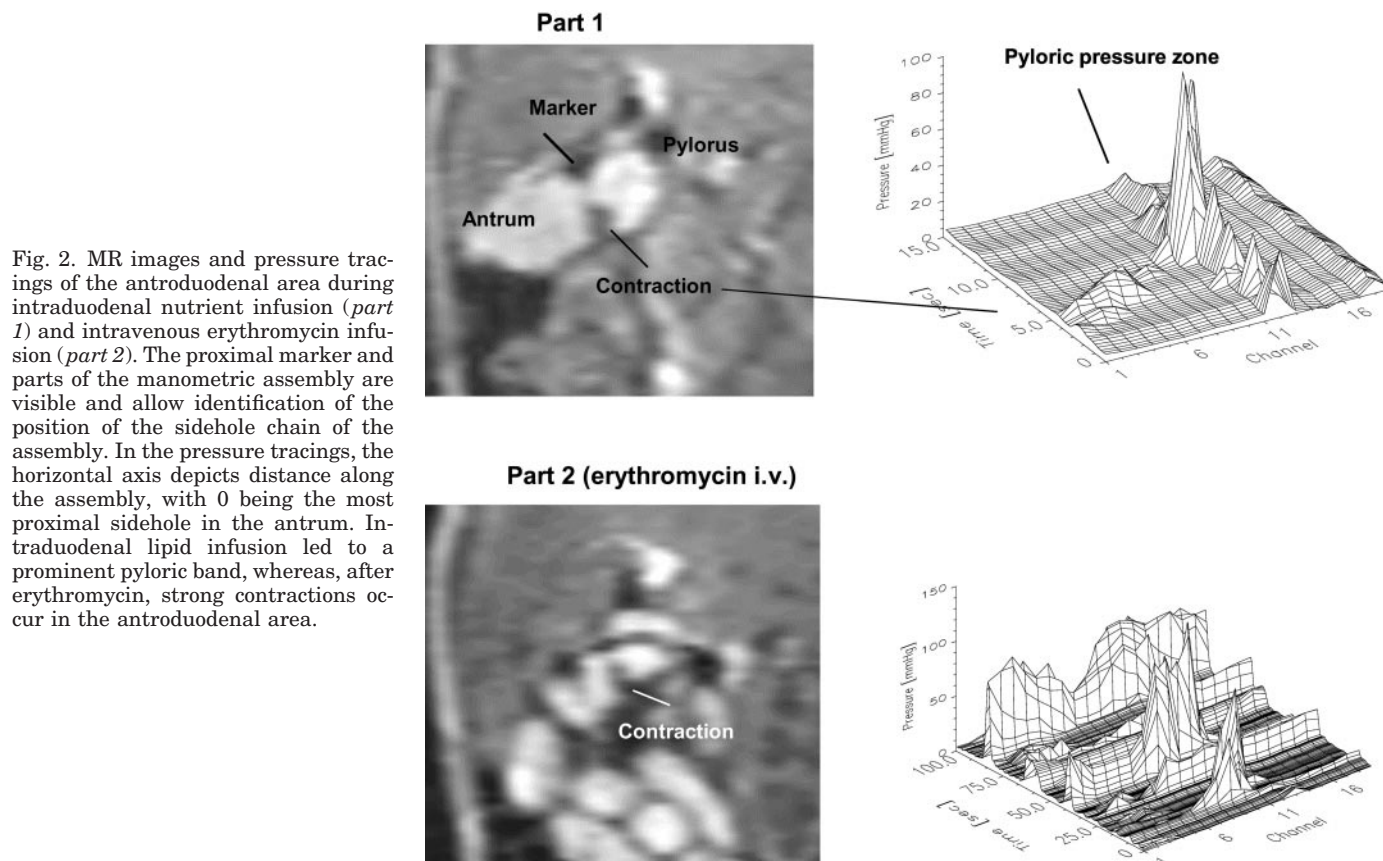 Fig. 2. MR images and pressure trac-
ings of the antroduodenal area during
intraduodenal nutrient infusion (part
1) and intravenous erythromycin infu-
sion (part 2). The proximal marker and
parts of the manometric assembly are
visible and allow identification of the
position of the sidehole chain of the
assembly. In the pressure tracings, the
horizontal axis depicts distance along
the assembly, with 0 being the most
proximal sidehole in the antrum. In-
traduodenal lipid infusion led to a
prominent pyloric band, whereas, after
erythromycin, strong contractions oc-
cur in the antroduodenal area.
Part 1
Marker
Pylorus
Antrum
Contraction
Pyloric pressure zone
Pressure [mmHg]
100
80
60
40
20
0
15.0
10.0
5.0
0
Time [sec]
1
6
11
16
Channel
Part 2 (erythromycin i.v.)
Contraction
Pressure [mmHg]
150
100
50
0
100.0
75.0
50.0
25.0
0
Time [sec]
1
6
11
16
Channel